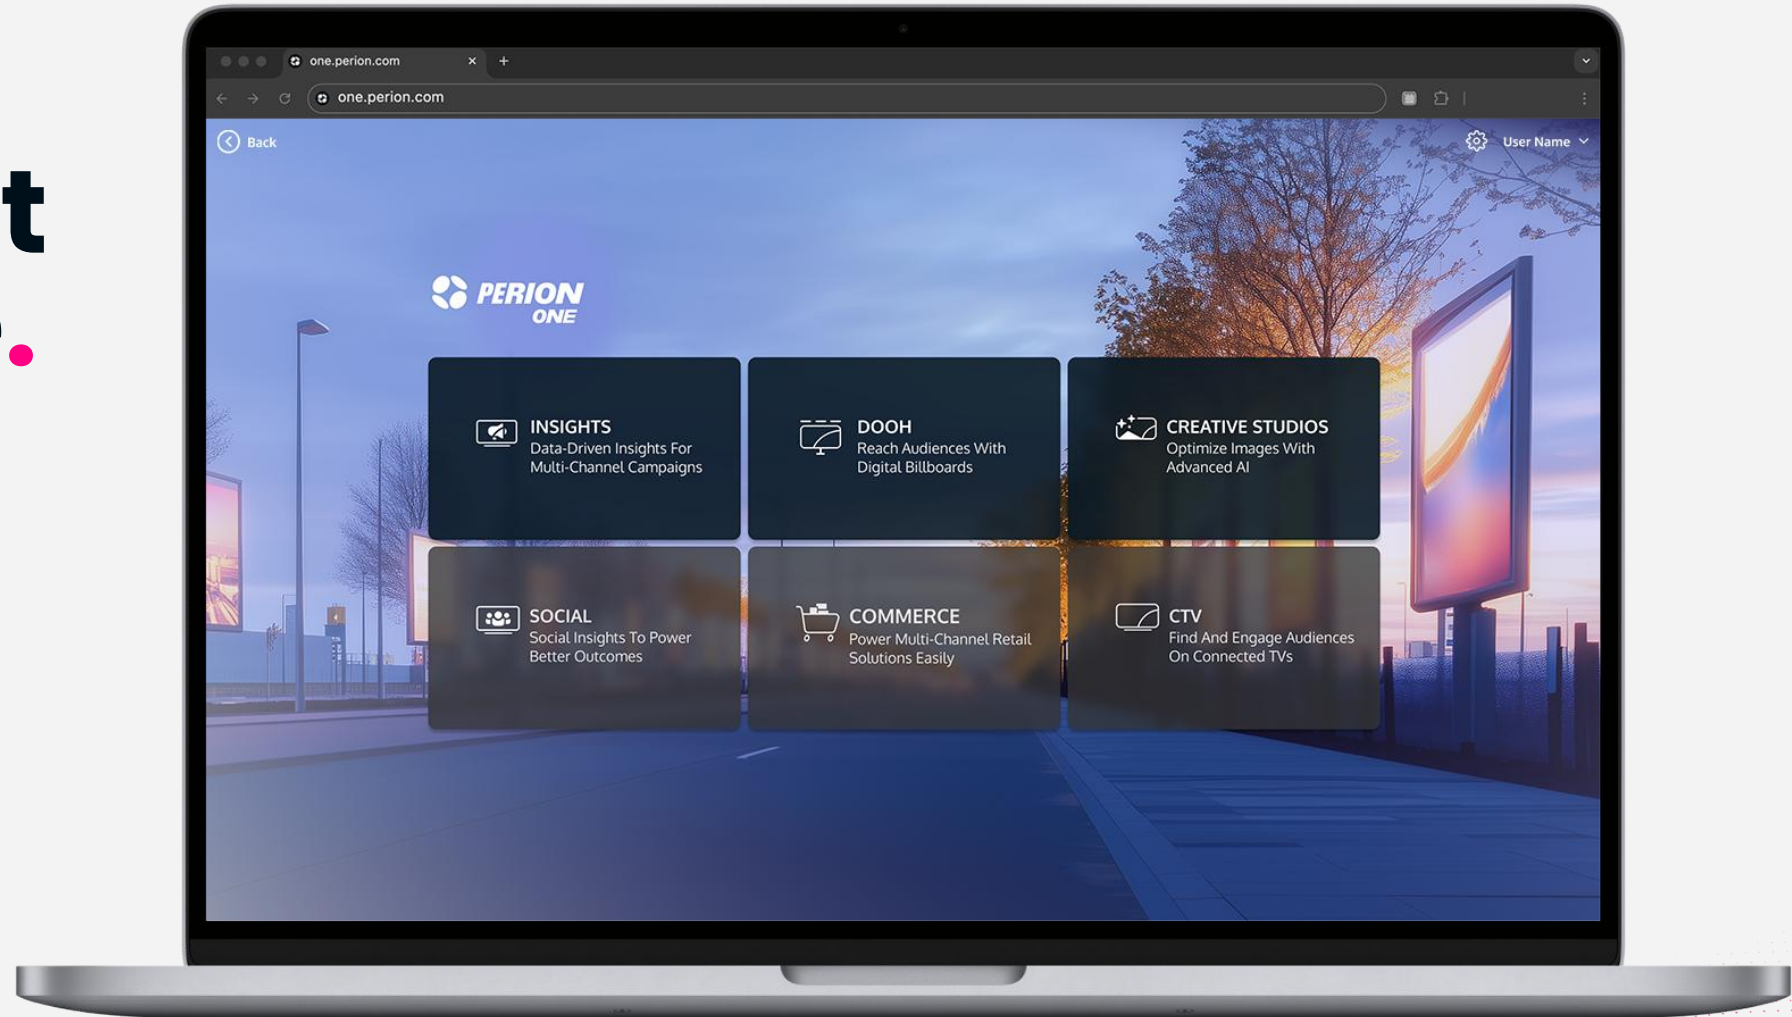 t
.
one.perion.com
one.perion.com
Back
User Name
PERION
ONE
INSIGHTS
Data-Driven Insights For
Multi-Channel Campaigns
DOOH
Reach Audiences With
Digital Billboards
CREATIVE STUDIOS
Optimize Images With
Advanced AI
SOCIAL
Social Insights To Power
Better Outcomes
COMMERCE
Power Multi-Channel Retail
Solutions Easily
CTV
Find And Engage Audiences
On Connected TVs